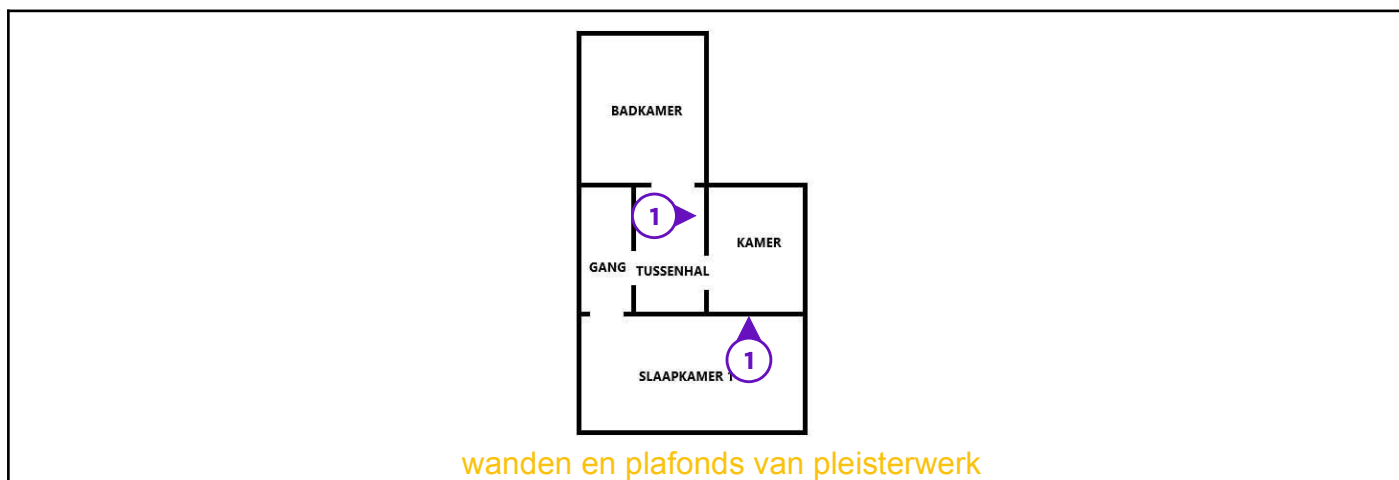 BADKAMER
1
KAMER
GANG
TUSSENHAL
1
SLAAPKAMER 1
wanden en plafonds van pleisterwerk